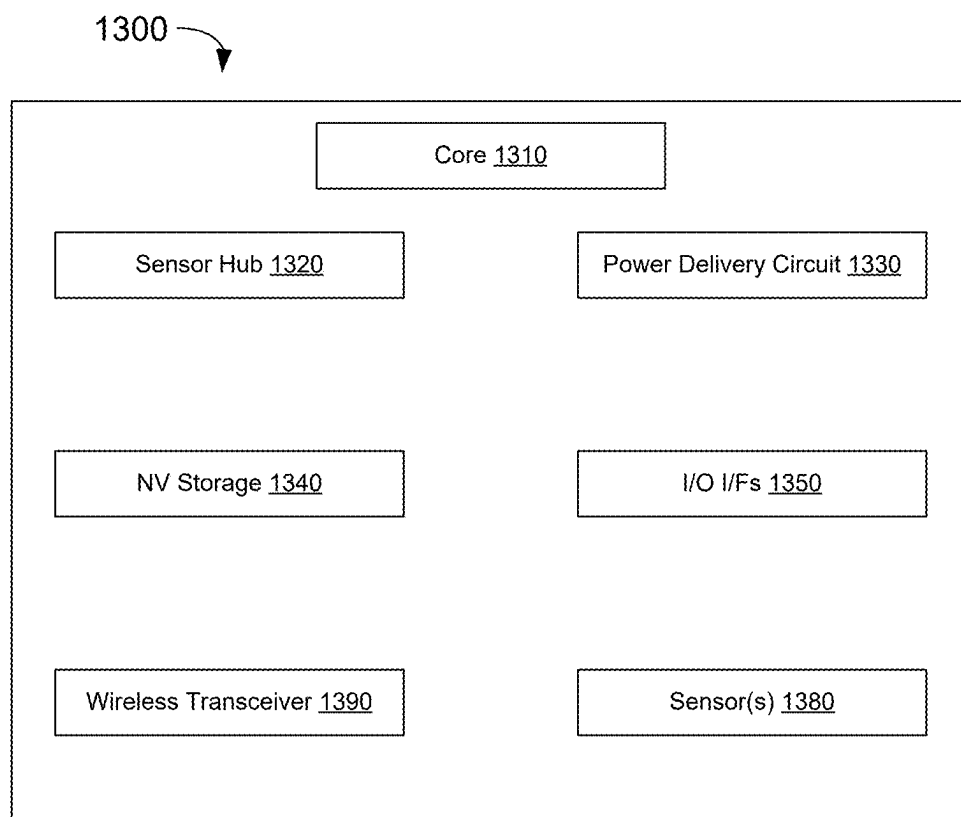 1300
Core 1310
Sensor Hub 1320
Power Delivery Circuit 1330
NV Storage 1340
I/O I/Fs 1350
Wireless Transceiver 1390
Sensor(s) 1380